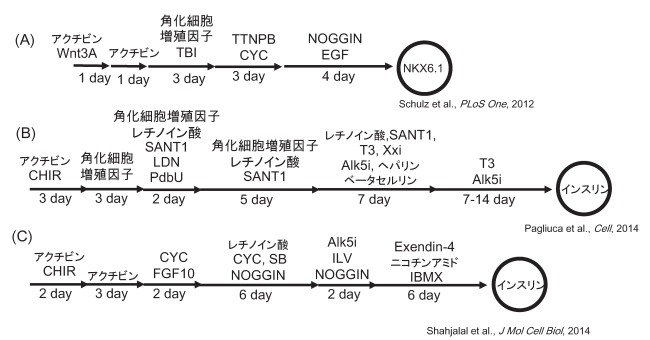 (A)
アクチビン
Wnt3A
1 day
アクチビン
1 day
角化細胞
増殖因子
TBI
3 day
TTNPB
CYC
3 day
NOGGIN
EGF
4 day
NKX6.1
Schulz et al., PLoS One, 2012
(B)
アクチビン
CHIR
3 day
角化細胞
増殖因子
3 day
角化細胞増殖因子
レチノイン酸
SANT1
LDN
PdbU
2 day
角化細胞増殖因子
レチノイン酸
SANT1
5 day
レチノイン酸,SANT1,
T3, Xxi
Alk5i, ヘパリン
ベータセルリン
7 day
T3
Alk5i
7-14 day
インスリン
Pagliuca et al., Cell, 2014
(C)
アクチビン
CHIR
2 day
アクチビン
3 day
CYC
FGF10
2 day
レチノイン酸
CYC, SB
NOGGIN
6 day
Alk5i
ILV
NOGGIN
2 day
Exendin-4
ニコチンアミド
IBMX
6 day
インスリン
Shahjalal et al., J Mol Cell Biol, 2014